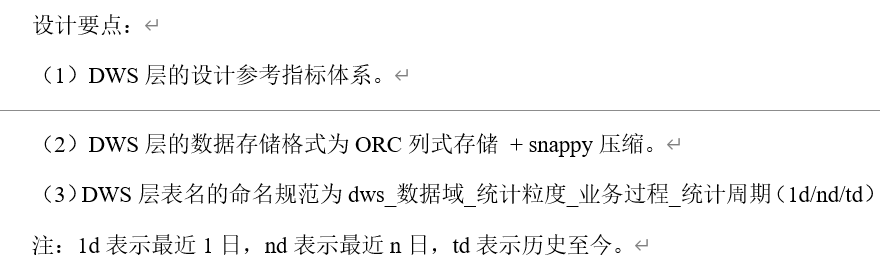 设计要点：
（1）DWS 层的设计参考指标体系。
（2）DWS 层的数据存储格式为 ORC 列式存储 + snappy 压缩。
（3）DWS 层表名的命名规范为 dws_数据域_统计粒度_业务过程_统计周期（1d/nd/td）
注：1d 表示最近 1 日，nd 表示最近 n 日，td 表示历史至今。